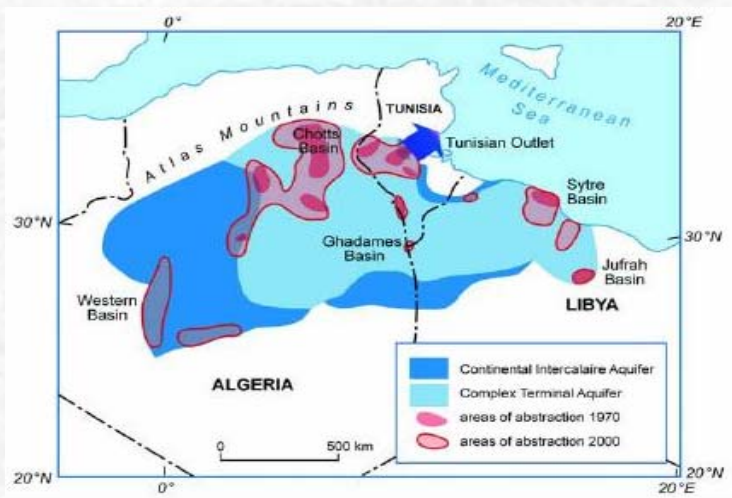 0°
20°E
Mediterranean
Sea
TUNISIA
Atlas Mountains
Chotts
Basin
Tunisian Outlet
Sytre
Basin
30°N
30°N
Ghadames
Basin
Jufrah
Basin
Western
Basin
LIBYA
ALGERIA
Continental Intercalaire Aquifer
Complex Terminal Aquifer
areas of abstraction 1970
areas of abstraction 2000
0 500 km
20°N
20°N
0°
20°E